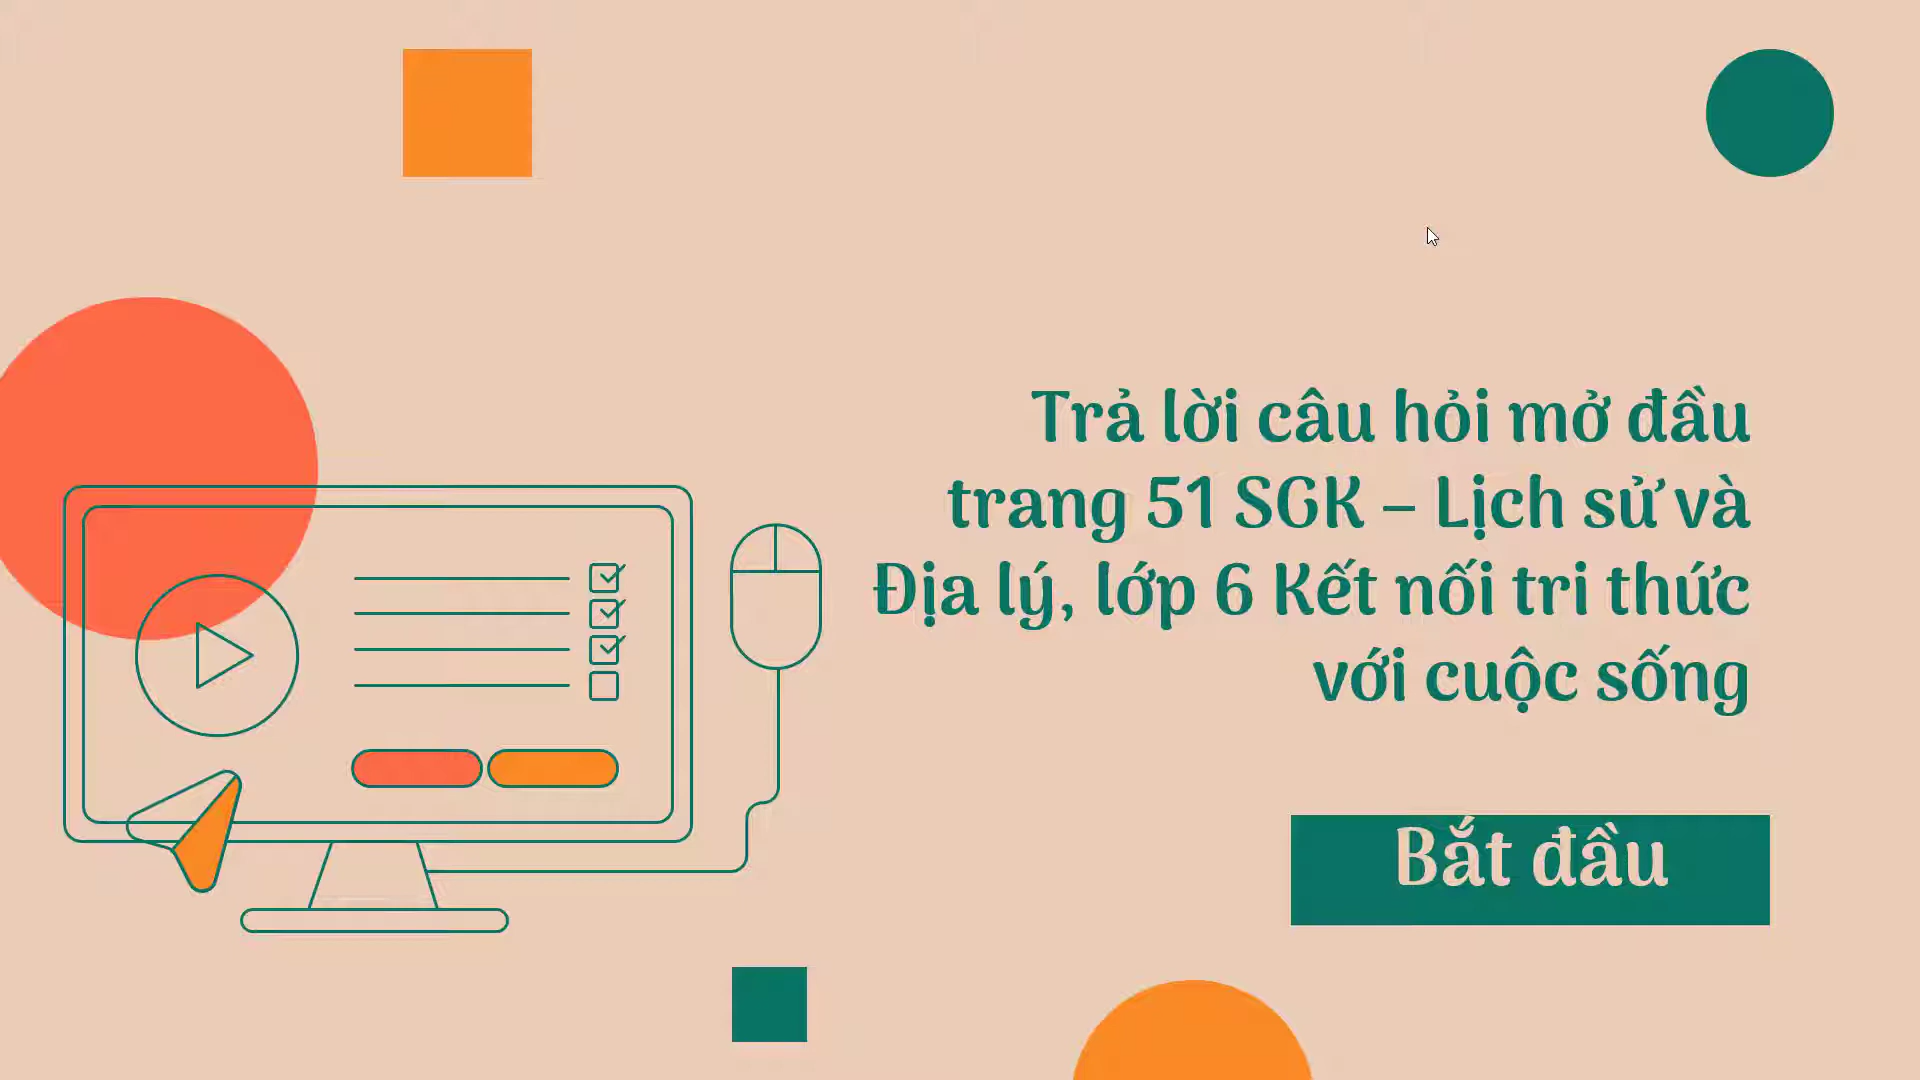 Trả lời câu hỏi mở đầu
trang 51 SGK – Lịch sử và
Địa lý, lớp 6 Kết nối tri thức
với cuộc sống
Bắt đầu